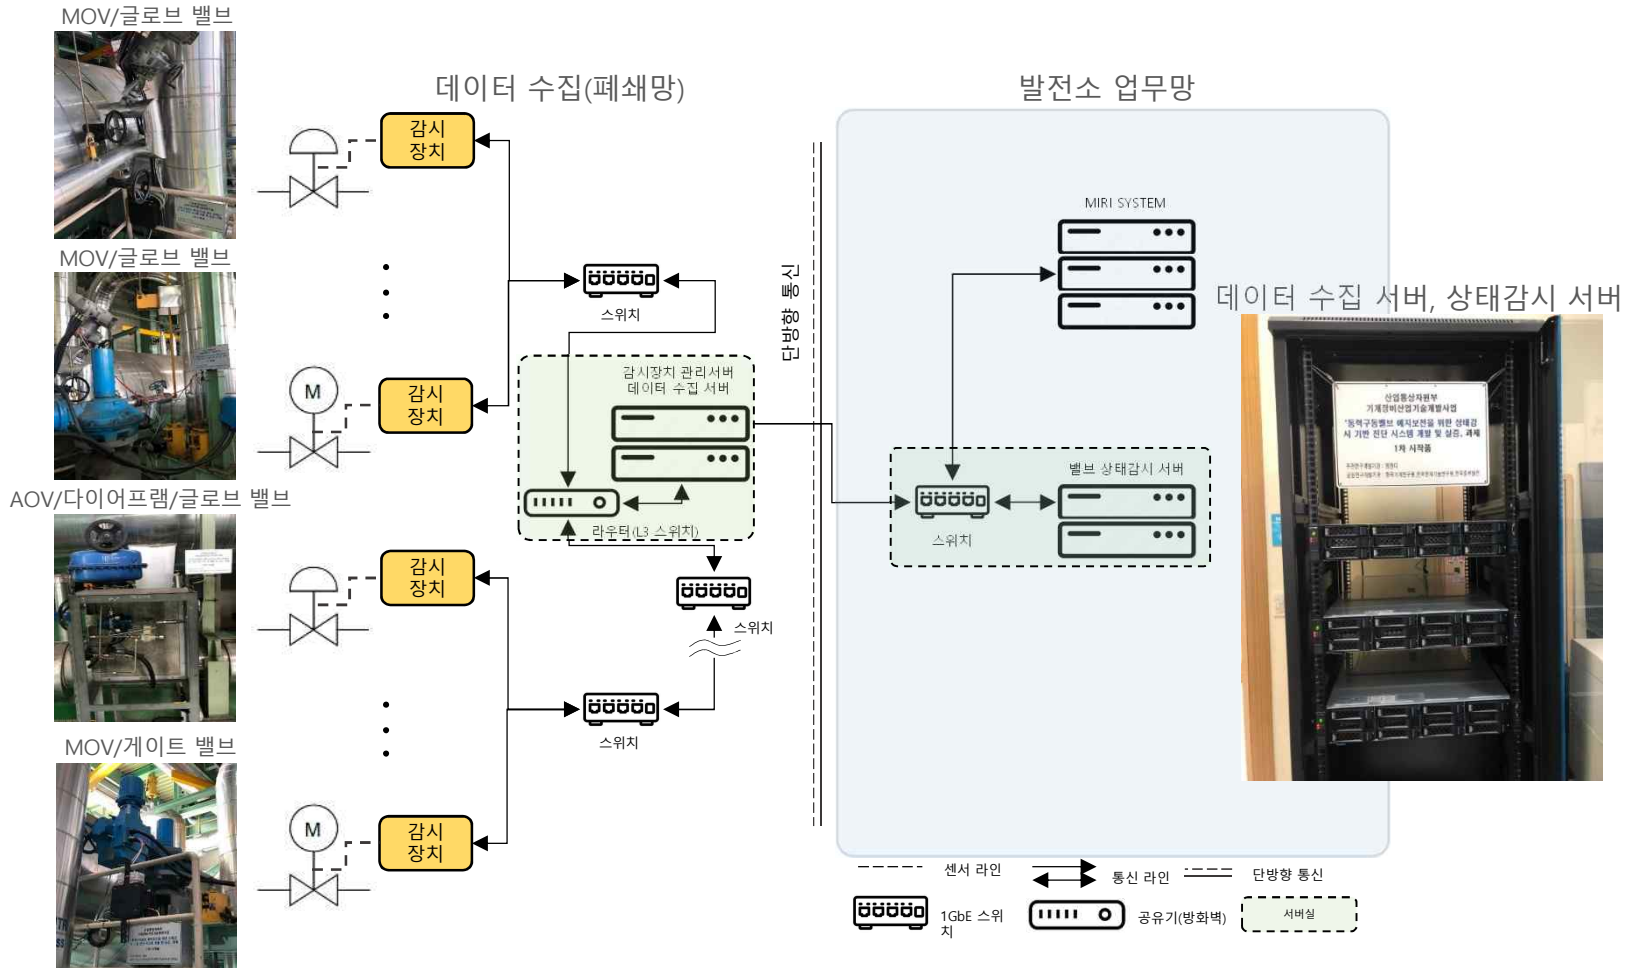 MOV/글로브 밸브
MOV/글로브 밸브
AOV/다이어프램/글로브 밸브
MOV/게이트 밸브
데이터 수집(폐쇄망)
감시
장치
M
감시
장치
감시
장치
M
감시
장치
스위치
감시장치 관리서버
데이터 수집 서버
라우터(L3 스위치)
스위치
스위치
단방향 통신
발전소 업무망
MIRI SYSTEM
밸브 상태감시 서버
스위치
데이터 수집 서버, 상태감시 서버
산업통상자원부
기계장비산업기술개발사업
1차 시작품
센서 라인
통신 라인
단방향 통신
1GbE 스위
치
공유기(방화벽)
서버실